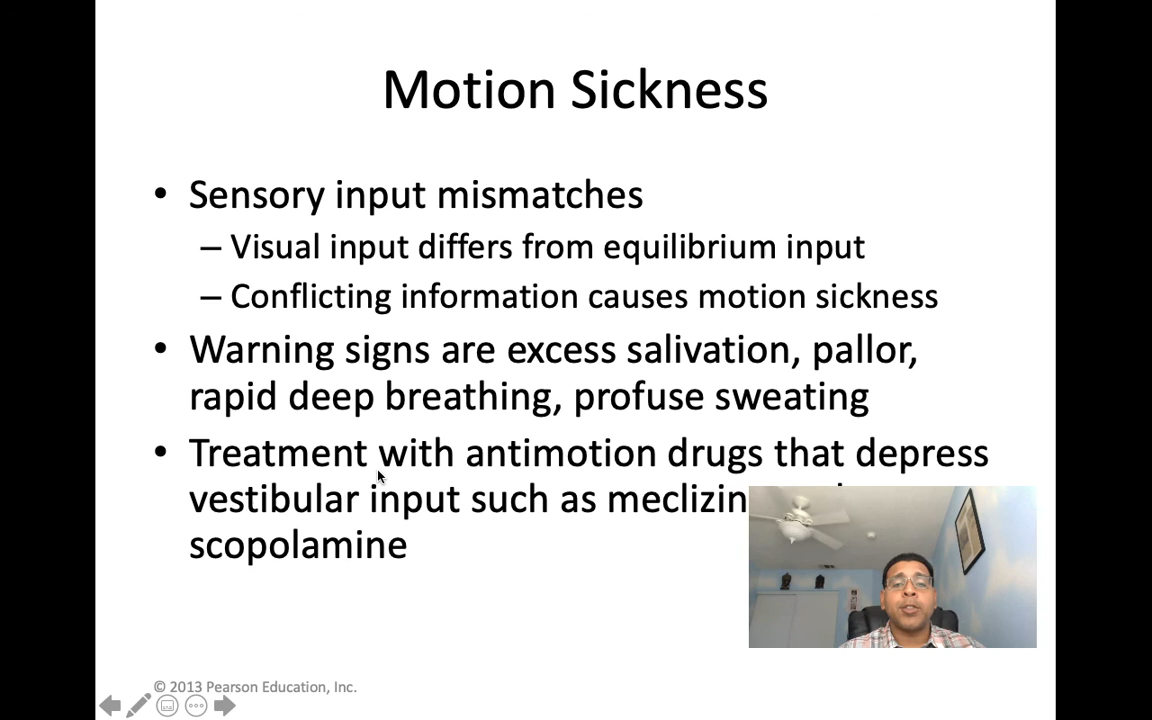 Motion Sickness
• Sensory input mismatches
– Visual input differs from equilibrium input
– Conflicting information causes motion sickness
• Warning signs are excess salivation, pallor,
rapid deep breathing, profuse sweating
• Treatment with antimotion drugs that depress
vestibular input such as
scopolamine
© 2013 Pearson Education, Inc.